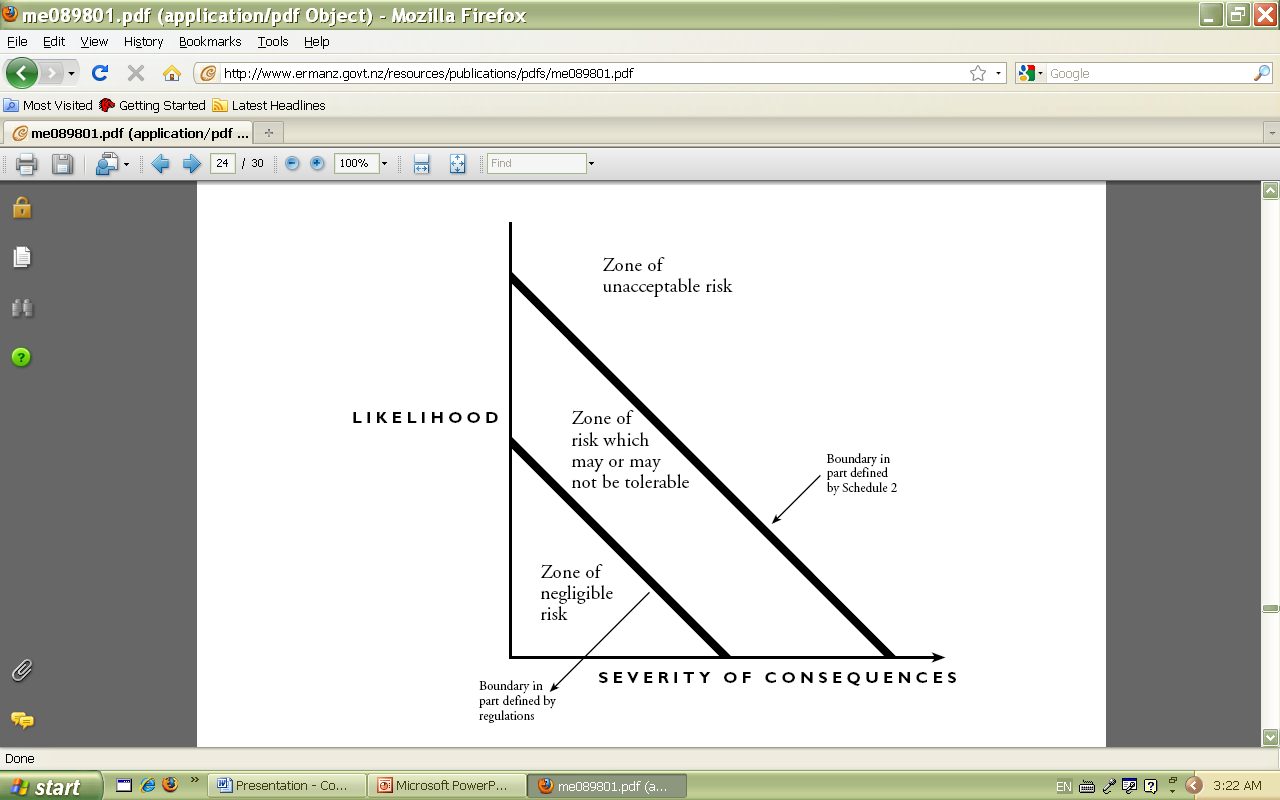 me089801.pdf (application/pdf Object) - Mozilla Firefox
File Edit View History Bookmarks Tools Help
http://www.ermanz.govt.nz/resources/publications/pdfs/me089801.pdf
Google
Most Visited Getting Started Latest Headlines
me089801.pdf (application/pdf ...
24 / 30 100% Find
Zone of
unacceptable risk
LIKELIHOOD
Zone of
risk which
may or may
not be tolerable
Boundary in
part defined
by Schedule 2
Zone of
negligible
risk
SEVERITY OF CONSEQUENCES
Boundary in
part defined by
regulations
Done
start Presentation - Co... Microsoft PowerP... me089801.pdf (a... EN 3:22 AM